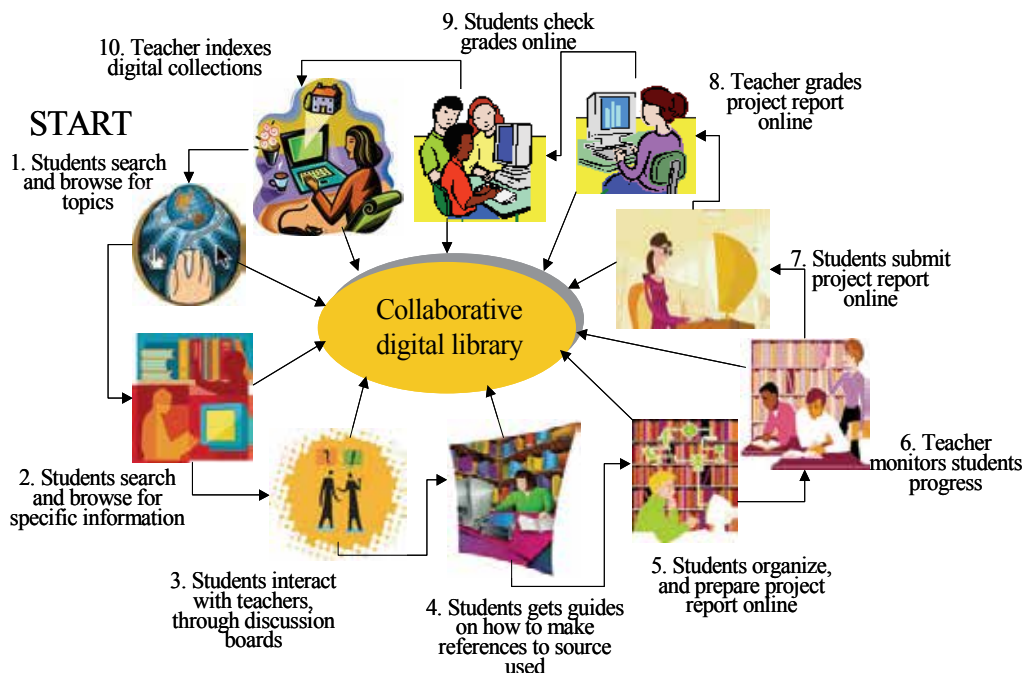 START
1. Students search
and browse for
topics
2. Students search
and browse for
specific information
3. Students interact
with teachers,
through discussion
boards
4. Students gets guides
on how to make
references to source
used
5. Students organize,
and prepare project
report online
6. Teacher
monitors students
progress
7. Students submit
project report
online
8. Teacher grades
project report
online
9. Students check
grades online
10. Teacher indexes
digital collections
Collaborative
digital library